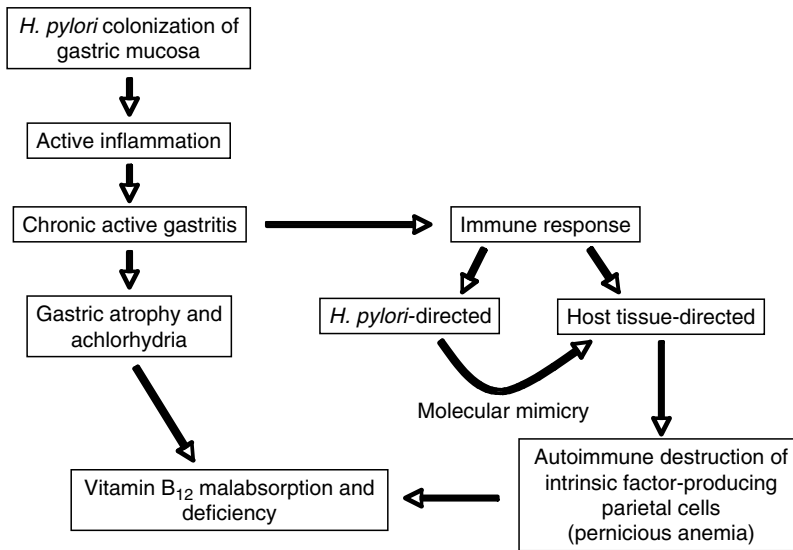 H. pylori colonization of
gastric mucosa
Active inflammation
Chronic active gastritis
Immune response
Gastric atrophy and
achlorhydria
H. pylori-directed
Host tissue-directed
Molecular mimicry
Vitamin B₁₂ malabsorption and
deficiency
Autoimmune destruction of
intrinsic factor-producing
parietal cells
(pernicious anemia)